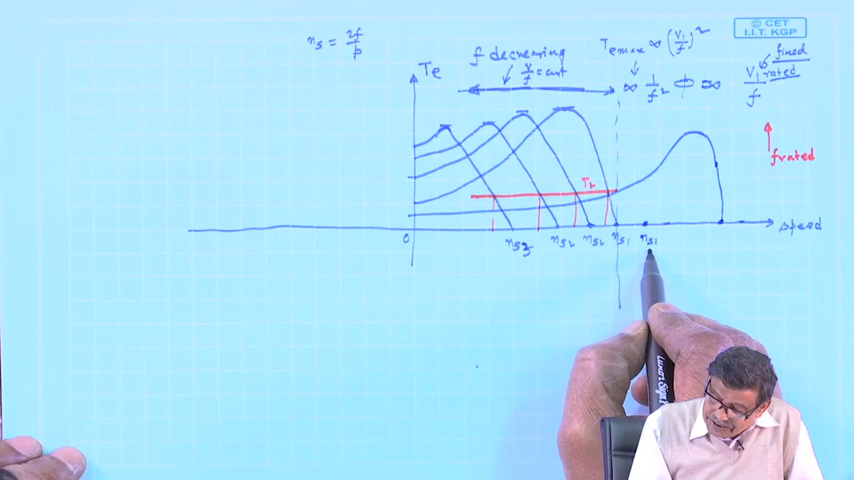 © CET
I.I.T. KGP
ns = 2f/p
Te
f decreasing
V/f = const
Temax ∝ (V1/f)²
∝ 1/f² ϕ ∝ V1/f
fixed
rated
frated
TL
0
ns3 ns2 ns2 ns1 ns1
speed